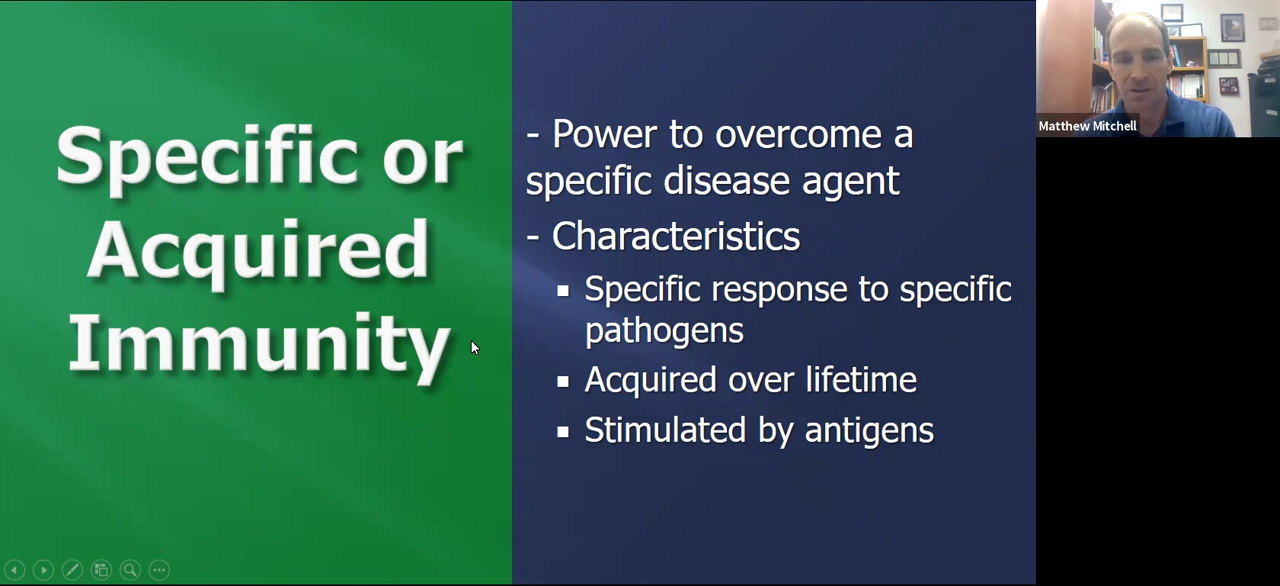 Specific or
Acquired
Immunity
- Power to overcome a
specific disease agent
- Characteristics
▪ Specific response to specific
pathogens
▪ Acquired over lifetime
▪ Stimulated by antigens
Matthew Mitchell